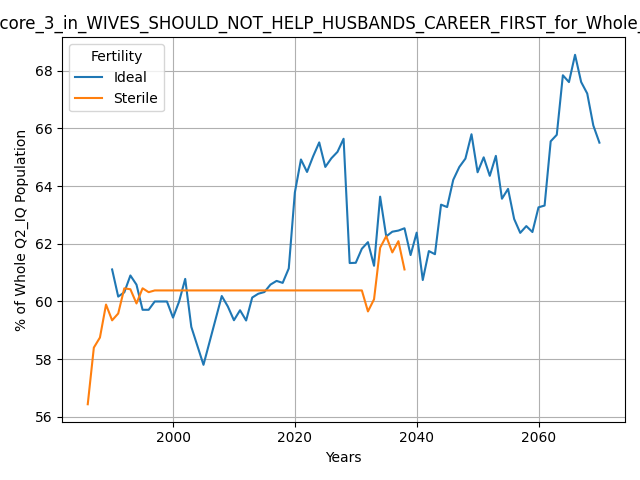 core_3_in_WIVES_SHOULD_NOT_HELP_HUSBANDS_CAREER_FIRST_for_Whole_
Fertility
Ideal
Sterile
% of Whole Q2_IQ Population
68
66
64
62
60
58
56
2000
2020
2040
2060
Years